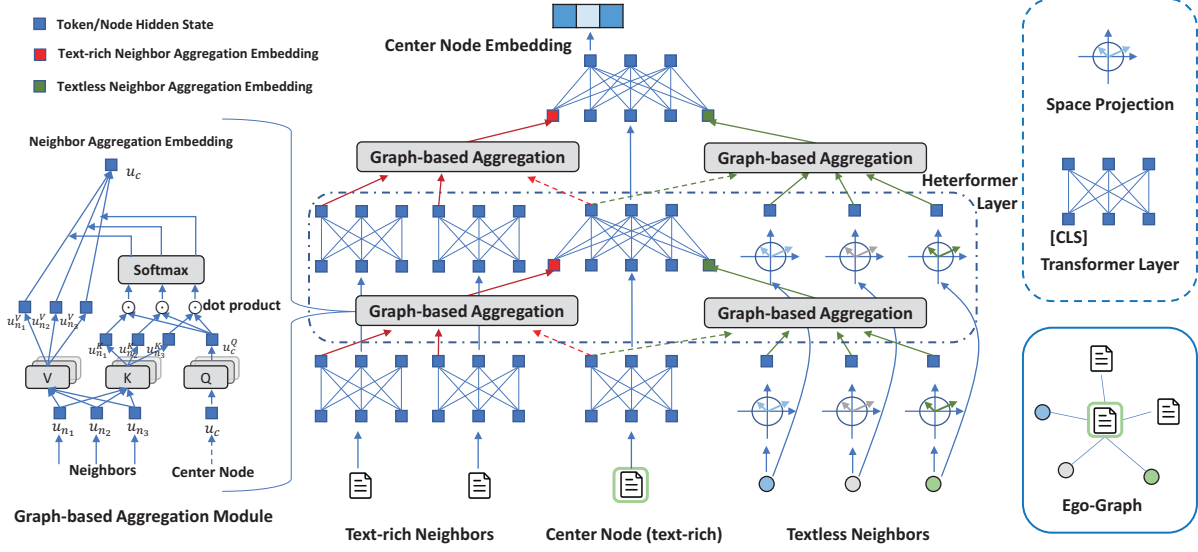 Token/Node Hidden State
Text-rich Neighbor Aggregation Embedding
Textless Neighbor Aggregation Embedding
Neighbor Aggregation Embedding
u_c
Softmax
dot product
u_{n_1}^V u_{n_2}^V u_{n_3}^V
u_{n_1}^K u_{n_2}^K u_{n_3}^K
u_c^Q
V
K
Q
u_{n_1}
u_{n_2}
u_{n_3}
u_c
Neighbors
Center Node
Graph-based Aggregation Module
Center Node Embedding
Graph-based Aggregation
Graph-based Aggregation
Heterformer
Layer
Graph-based Aggregation
Graph-based Aggregation
Text-rich Neighbors
Center Node (text-rich)
Textless Neighbors
Space Projection
[CLS]
Transformer Layer
Ego-Graph